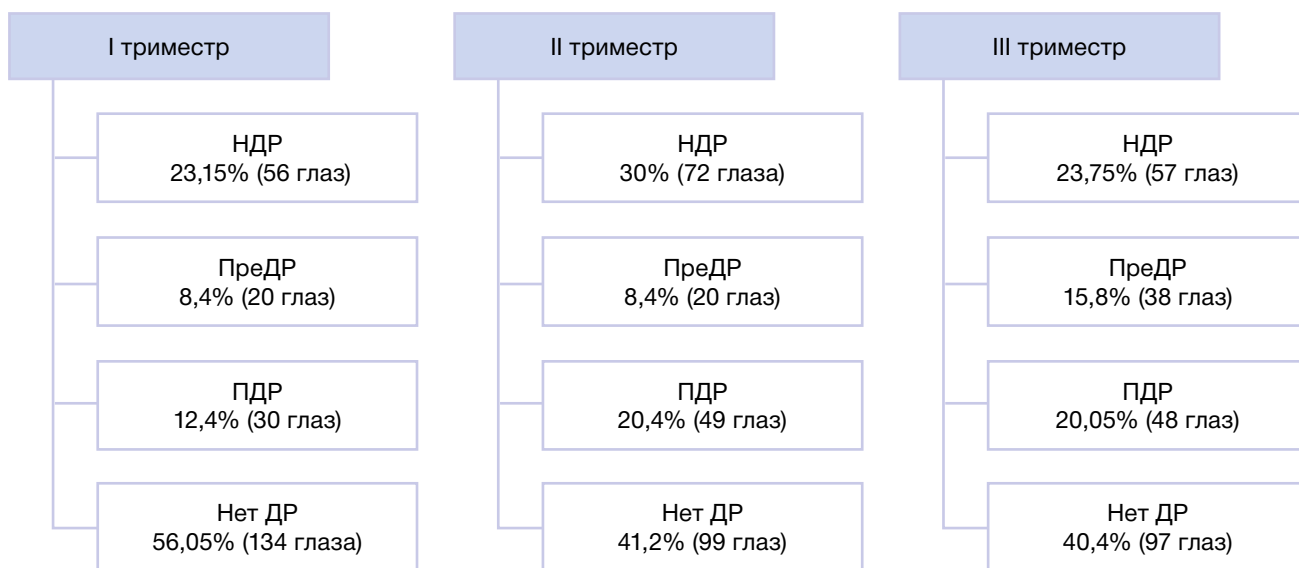 I триместр
НДР
23,15% (56 глаз)
ПреДР
8,4% (20 глаз)
ПДР
12,4% (30 глаз)
Нет ДР
56,05% (134 глаза)
II триместр
НДР
30% (72 глаза)
ПреДР
8,4% (20 глаз)
ПДР
20,4% (49 глаз)
Нет ДР
41,2% (99 глаз)
III триместр
НДР
23,75% (57 глаз)
ПреДР
15,8% (38 глаз)
ПДР
20,05% (48 глаз)
Нет ДР
40,4% (97 глаз)